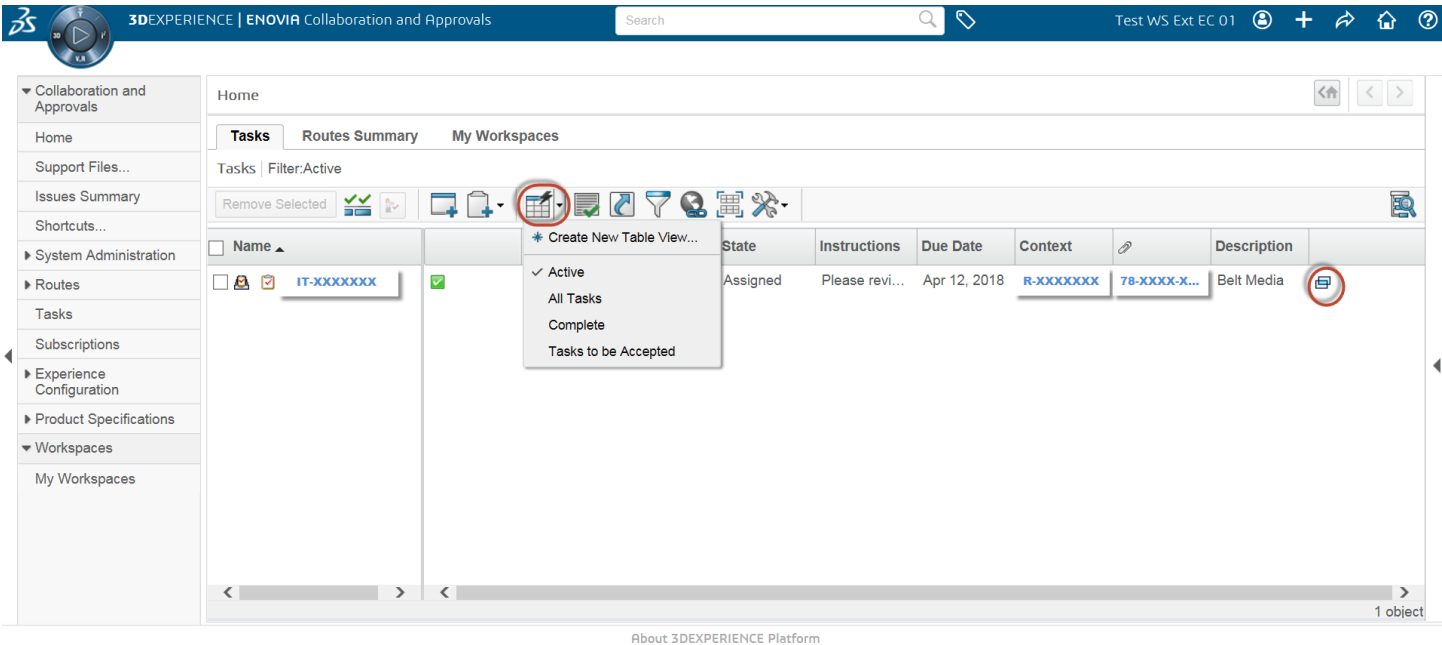 3DEXPERIENCE | ENOVIA Collaboration and Approvals
Search
Test WS Ext EC 01
3D
i²
V.R
Collaboration and
Approvals
Home
Support Files...
Issues Summary
Shortcuts...
System Administration
Routes
Tasks
Subscriptions
Experience
Configuration
Product Specifications
Workspaces
My Workspaces
Home
Tasks
Routes Summary
My Workspaces
Tasks | Filter:Active
Remove Selected
Create New Table View...
Active
All Tasks
Complete
Tasks to be Accepted
Name
State
Instructions
Due Date
Context
Description
IT-XXXXXXX
Assigned
Please revi...
Apr 12, 2018
R-XXXXXXX
78-XXXX-X...
Belt Media
1 object
About 3DEXPERIENCE Platform